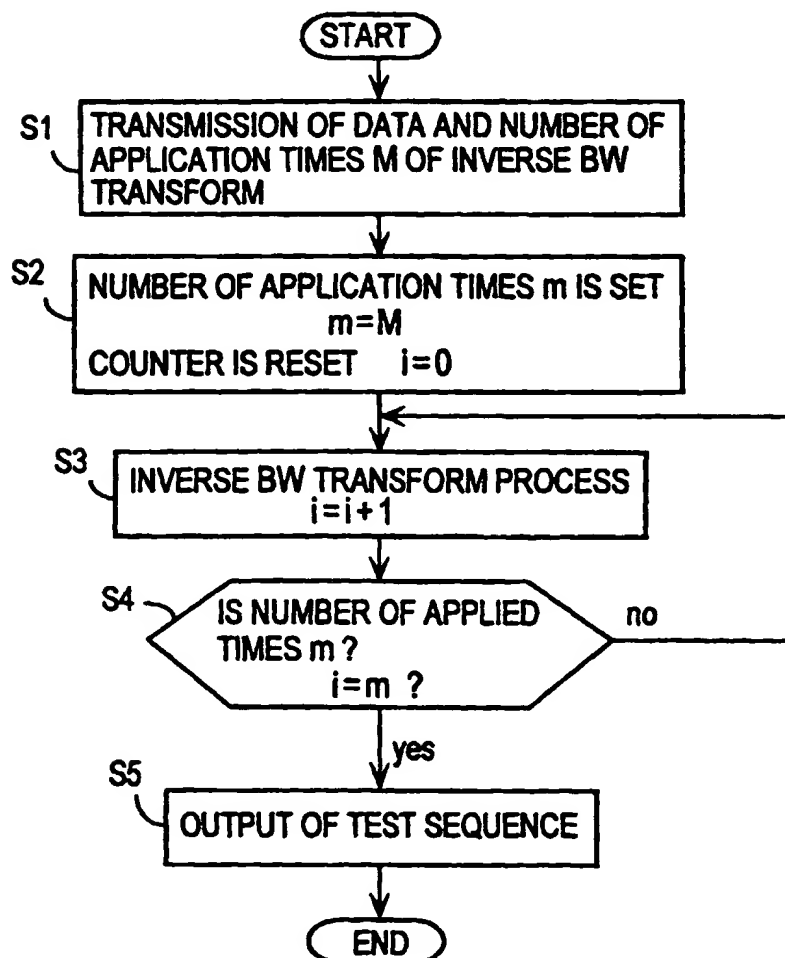 START
S1
TRANSMISSION OF DATA AND NUMBER OF
APPLICATION TIMES M OF INVERSE BW
TRANSFORM
S2
NUMBER OF APPLICATION TIMES m IS SET
m=M
COUNTER IS RESET i=0
S3
INVERSE BW TRANSFORM PROCESS
i=i+1
S4
IS NUMBER OF APPLIED
TIMES m ?
i=m ?
no
yes
S5
OUTPUT OF TEST SEQUENCE
END